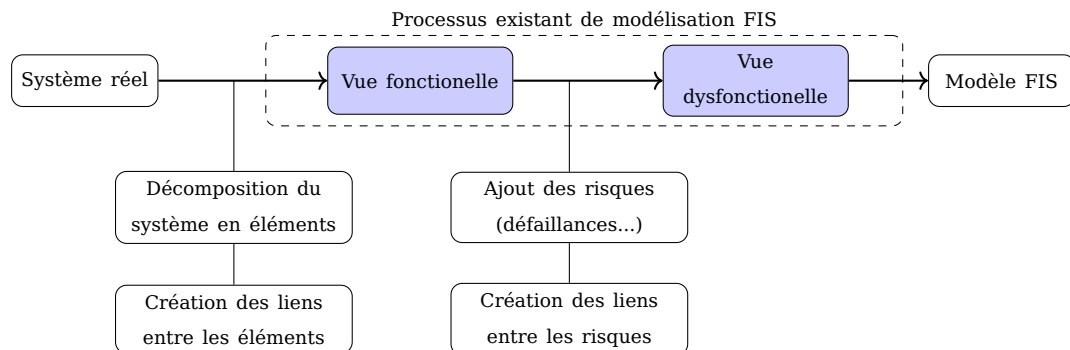 Processus existant de modélisation FIS
Système réel
Vue fonctionelle
Vue
dysfonctionelle
Modèle FIS
Décomposition du
système en éléments
Ajout des risques
(défaillances...)
Création des liens
entre les éléments
Création des liens
entre les risques